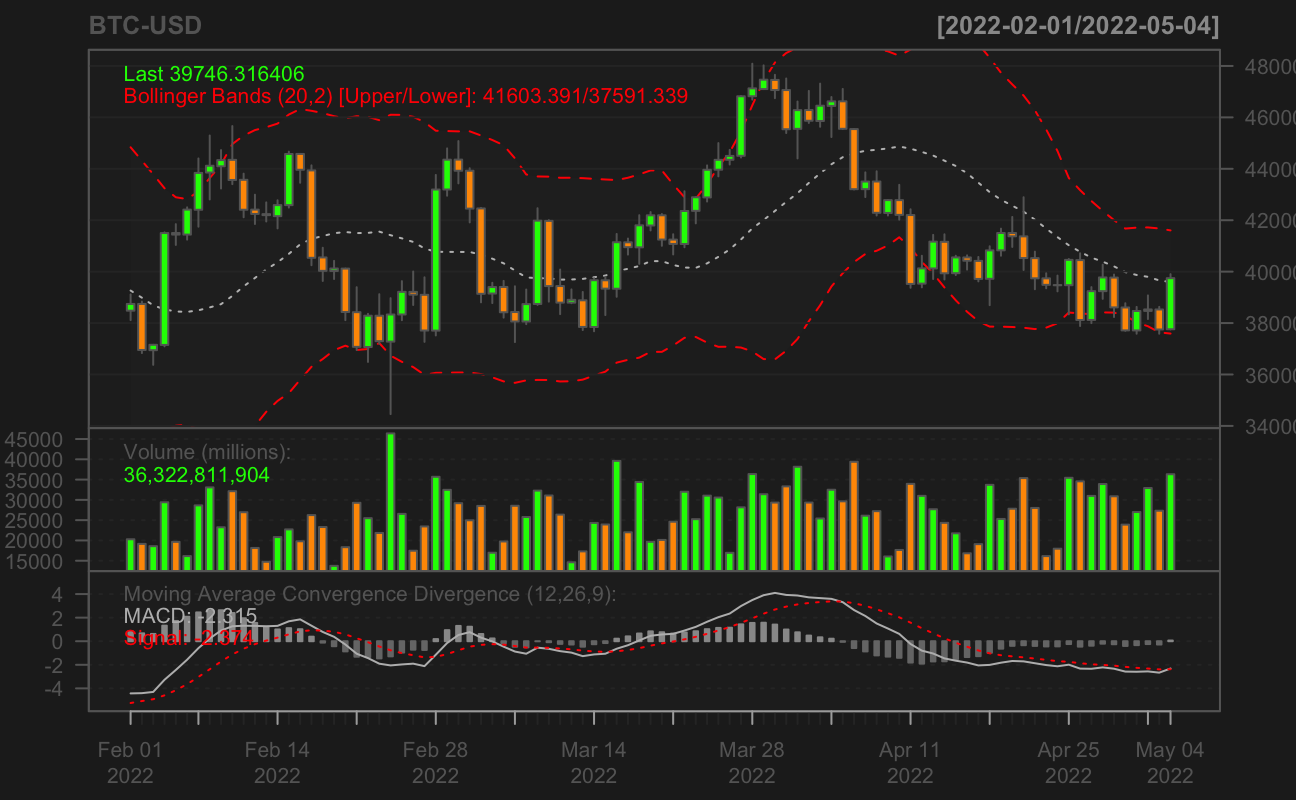 BTC-USD
[2022-02-01/2022-05-04]
Last 39746.316406
Bollinger Bands (20,2) [Upper/Lower]: 41603.391/37591.339
48000
46000
44000
42000
40000
38000
36000
34000
Volume (millions):
36,322,811,904
45000
40000
35000
30000
25000
20000
15000
Moving Average Convergence Divergence (12,26,9):
MACD: -2.315
Signal: -2.374
4
2
0
-2
-4
Feb 01 Feb 14 Feb 28 Mar 14 Mar 28 Apr 11 Apr 25 May 04
2022 2022 2022 2022 2022 2022 2022 2022